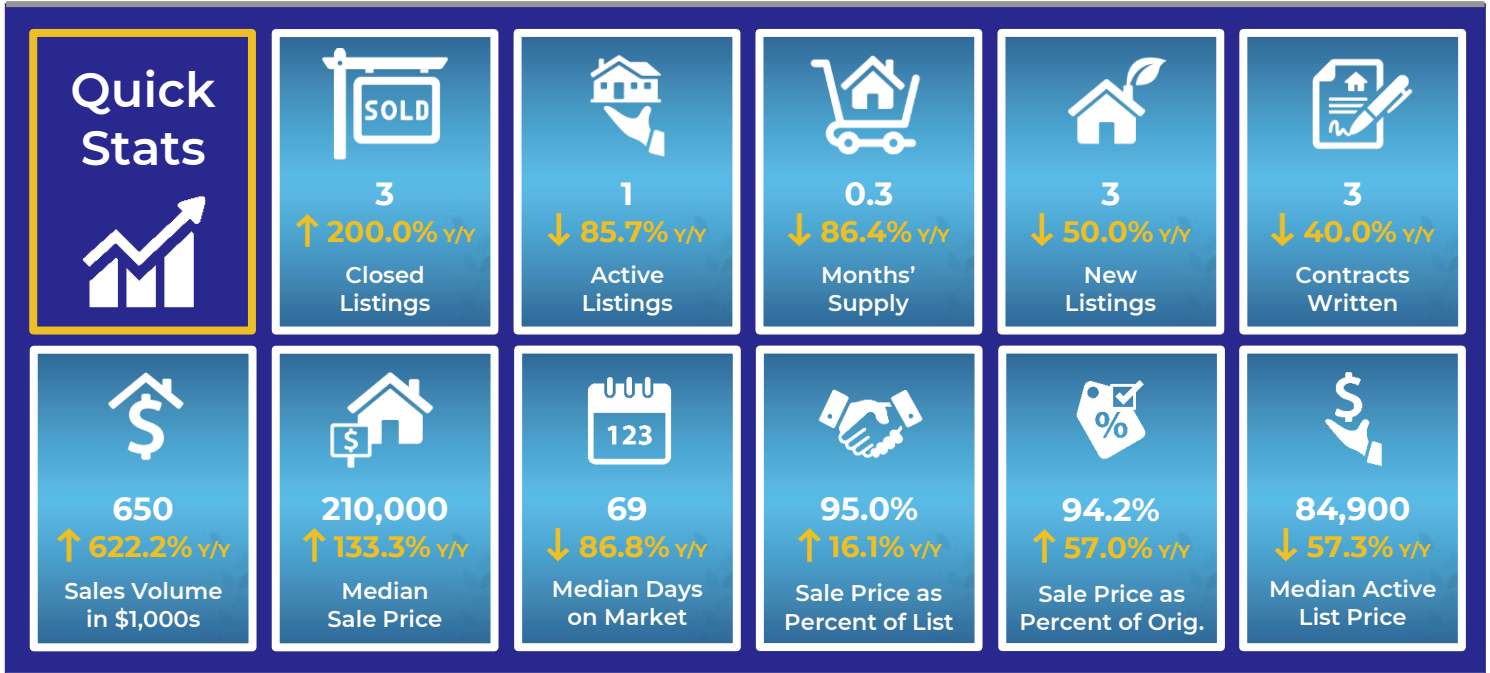 Quick
Stats
SOLD
3
↑ 200.0% Y/Y
Closed
Listings
1
↓ 85.7% Y/Y
Active
Listings
0.3
↓ 86.4% Y/Y
Months’
Supply
3
↓ 50.0% Y/Y
New
Listings
3
↓ 40.0% Y/Y
Contracts
Written
$
650
↑ 622.2% Y/Y
Sales Volume
in $1,000s
$
210,000
↑ 133.3% Y/Y
Median
Sale Price
123
69
↓ 86.8% Y/Y
Median Days
on Market
95.0%
↑ 16.1% Y/Y
Sale Price as
Percent of List
%
94.2%
↑ 57.0% Y/Y
Sale Price as
Percent of Orig.
$
84,900
↓ 57.3% Y/Y
Median Active
List Price